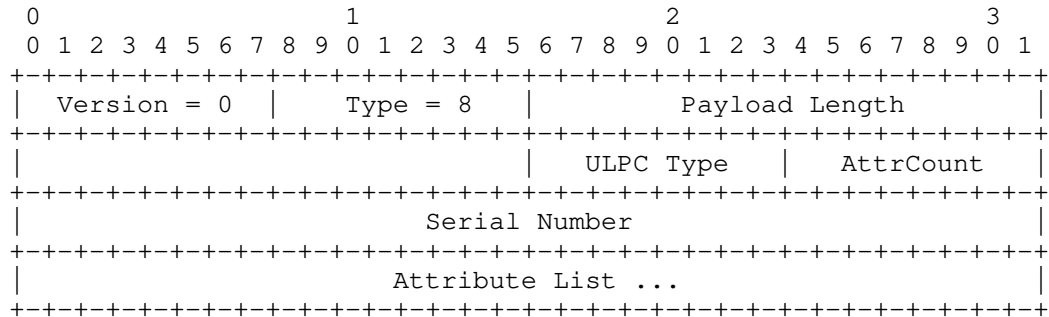 0                   1                   2                   3
 0 1 2 3 4 5 6 7 8 9 0 1 2 3 4 5 6 7 8 9 0 1 2 3 4 5 6 7 8 9 0 1
+-+-+-+-+-+-+-+-+-+-+-+-+-+-+-+-+-+-+-+-+-+-+-+-+-+-+-+-+-+-+-+-+
|  Version = 0  |    Type = 8   |         Payload Length        |
+-+-+-+-+-+-+-+-+-+-+-+-+-+-+-+-+-+-+-+-+-+-+-+-+-+-+-+-+-+-+-+-+
|                               |   ULPC Type   |   AttrCount   |
+-+-+-+-+-+-+-+-+-+-+-+-+-+-+-+-+-+-+-+-+-+-+-+-+-+-+-+-+-+-+-+-+
|                         Serial Number                         |
+-+-+-+-+-+-+-+-+-+-+-+-+-+-+-+-+-+-+-+-+-+-+-+-+-+-+-+-+-+-+-+-+
|                       Attribute List ...                      |
+-+-+-+-+-+-+-+-+-+-+-+-+-+-+-+-+-+-+-+-+-+-+-+-+-+-+-+-+-+-+-+-+